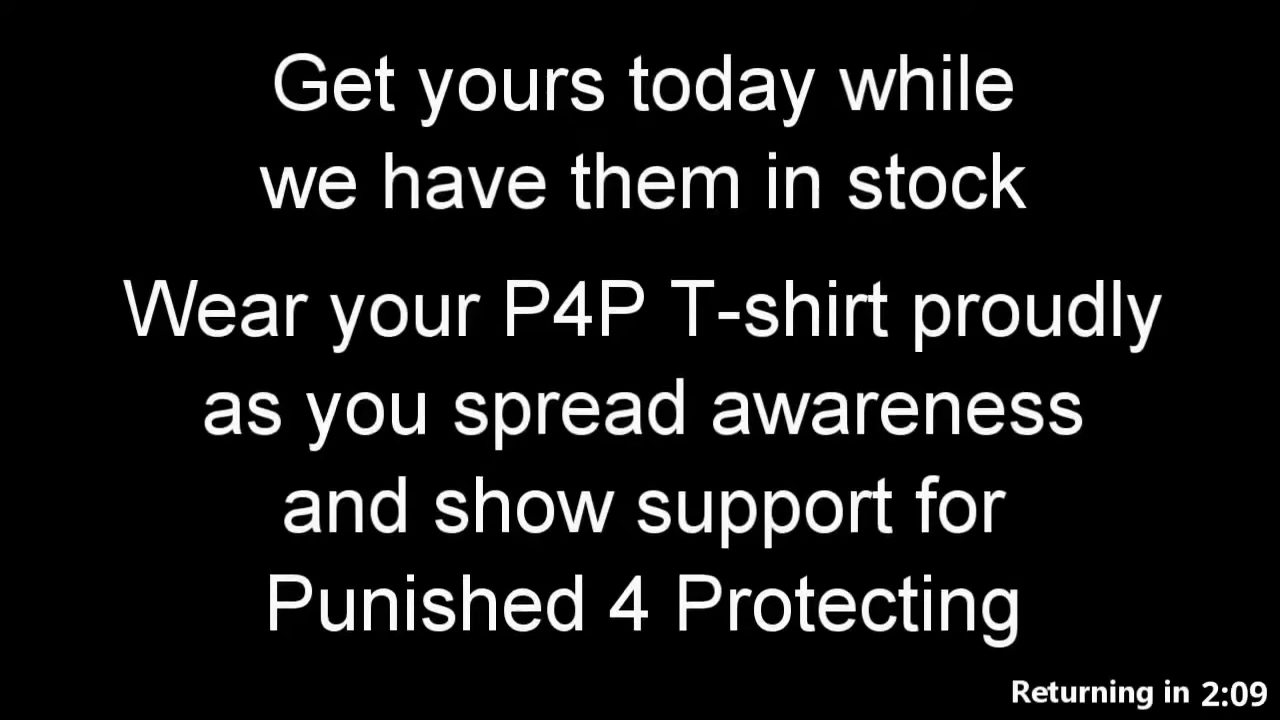 Get yours today while
we have them in stock
Wear your P4P T-shirt proudly
as you spread awareness
and show support for
Punished 4 Protecting
Returning in 2:09